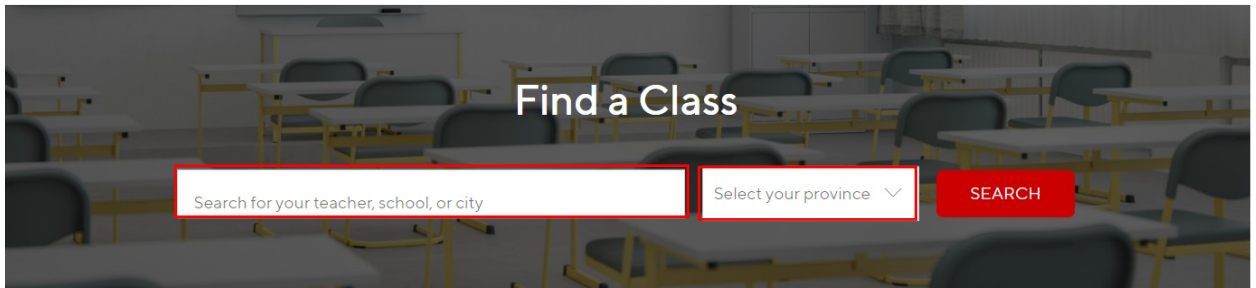 Find a Class
Search for your teacher, school, or city
Select your province
SEARCH